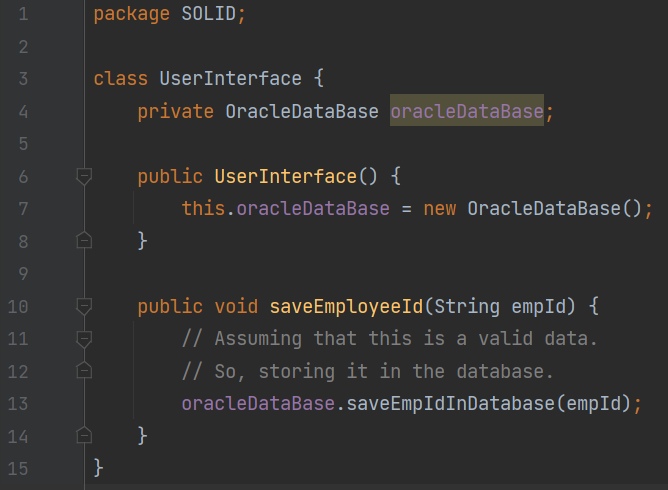 1 package SOLID;
2
3 class UserInterface {
4 private OracleDataBase oracleDataBase;
5
6 public UserInterface() {
7 this.oracleDataBase = new OracleDataBase();
8 }
9
10 public void saveEmployeeId(String empId) {
11 // Assuming that this is a valid data.
12 // So, storing it in the database.
13 oracleDataBase.saveEmpIdInDatabase(empId);
14 }
15 }